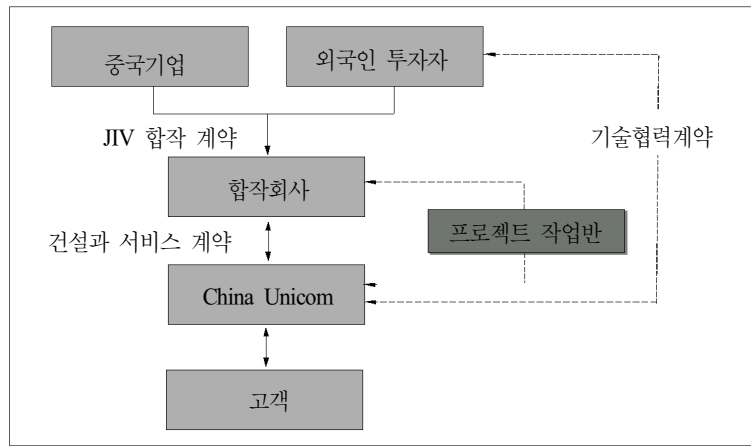 중국기업
외국인 투자자
JIV 합작 계약
기술협력계약
합작회사
프로젝트 작업반
건설과 서비스 계약
China Unicom
고객